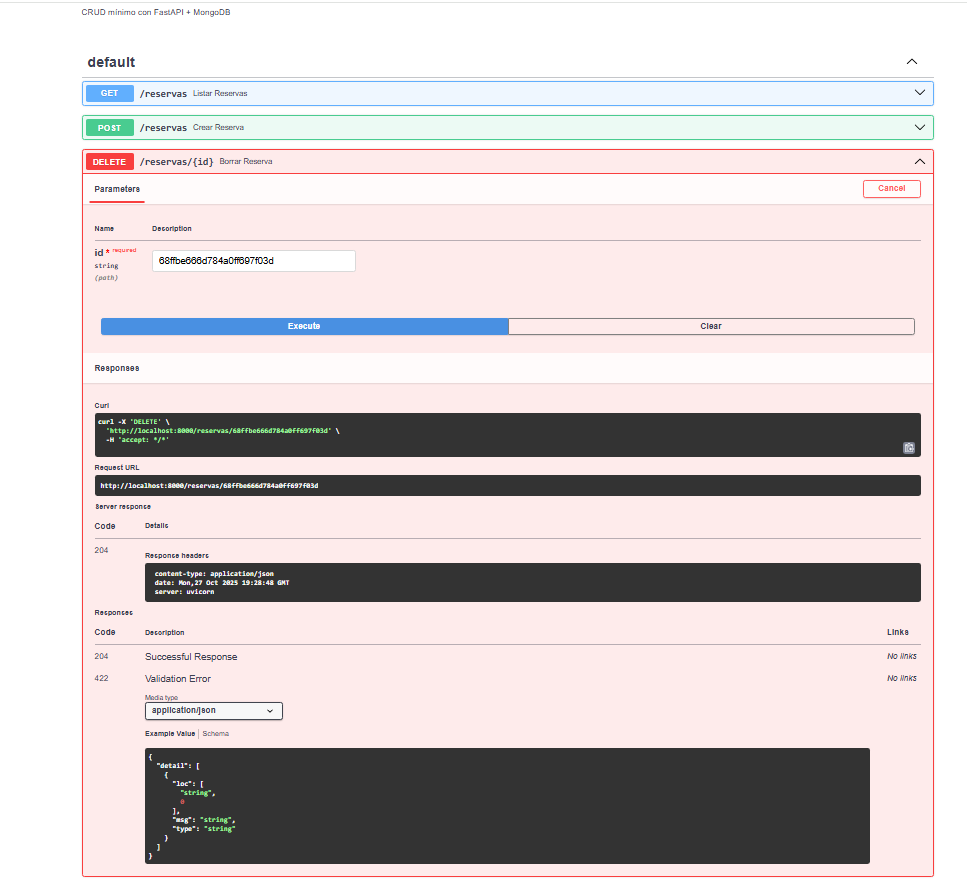 CRUD mínimo con FastAPI + MongoDB
default
GET /reservas Listar Reservas
POST /reservas Crear Reserva
DELETE /reservas/{id} Borrar Reserva
Parameters
Cancel
Name Description
id * required
string
(path)
68ffbe666d784a0ff697f03d
Execute Clear
Responses
Curl
curl -X 'DELETE' \
'http://localhost:8000/reservas/68ffbe666d784a0ff697f03d' \
-H 'accept: */*'
Request URL
http://localhost:8000/reservas/68ffbe666d784a0ff697f03d
Server response
Code Details
204
Response headers
content-type: application/json
date: Mon,27 Oct 2025 19:28:48 GMT
server: uvicorn
Responses
Code Description Links
204 Successful Response No links
422 Validation Error No links
Media type
application/json
Example Value Schema
{
"detail": [
{
"loc": [
"string",
0
],
"msg": "string",
"type": "string"
}
]
}